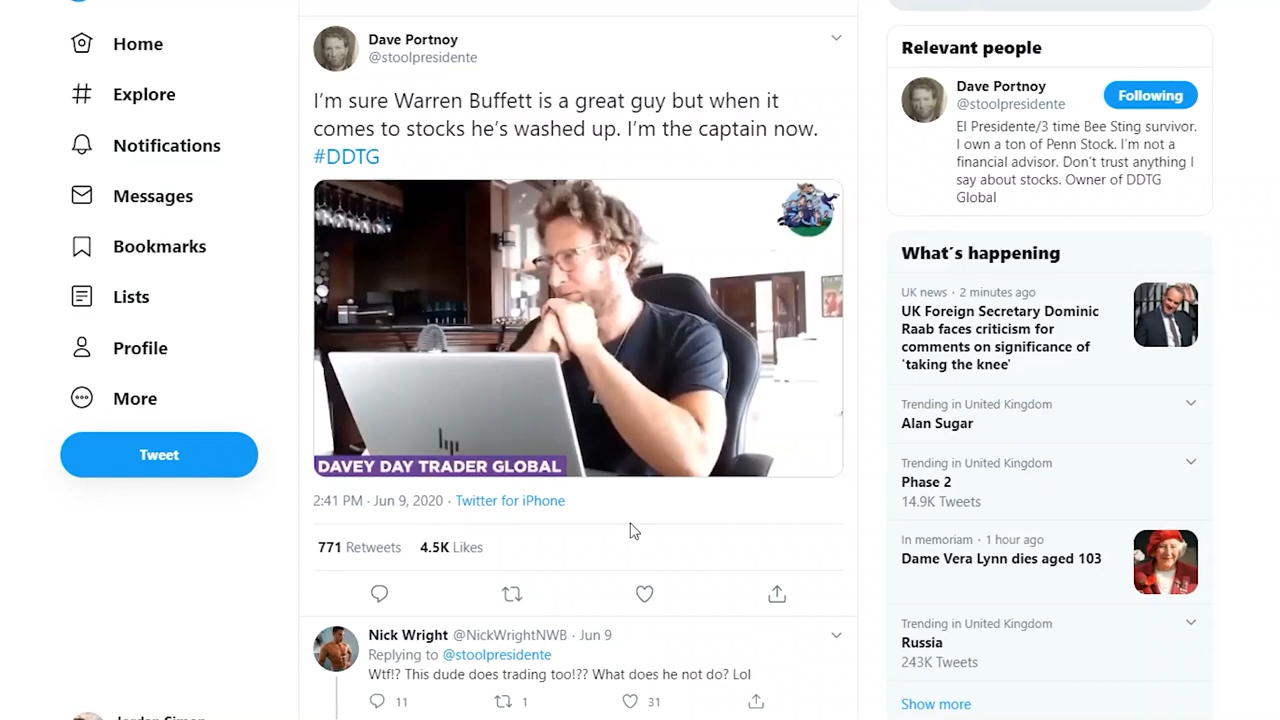 Home
Explore
Notifications
Messages
Bookmarks
Lists
Profile
More
Tweet
Dave Portnoy
@stoolpresidente
I'm sure Warren Buffett is a great guy but when it
comes to stocks he's washed up. I'm the captain now.
#DDTG
hp
DAVEY DAY TRADER GLOBAL
2:41 PM · Jun 9, 2020 · Twitter for iPhone
771 Retweets 4.5K Likes
Nick Wright @NickWrightNWB · Jun 9
Replying to @stoolpresidente
Wtf!? This dude does trading too!?? What does he not do? Lol
11 1 31
Relevant people
Dave Portnoy
@stoolpresidente
Following
El Presidente/3 time Bee Sting survivor.
I own a ton of Penn Stock. I'm not a
financial advisor. Don't trust anything I
say about stocks. Owner of DDTG
Global
What´s happening
UK news · 2 minutes ago
UK Foreign Secretary Dominic
Raab faces criticism for
comments on significance of
'taking the knee'
Trending in United Kingdom
Alan Sugar
Trending in United Kingdom
Phase 2
14.9K Tweets
In memoriam · 1 hour ago
Dame Vera Lynn dies aged 103
Trending in United Kingdom
Russia
243K Tweets
Show more